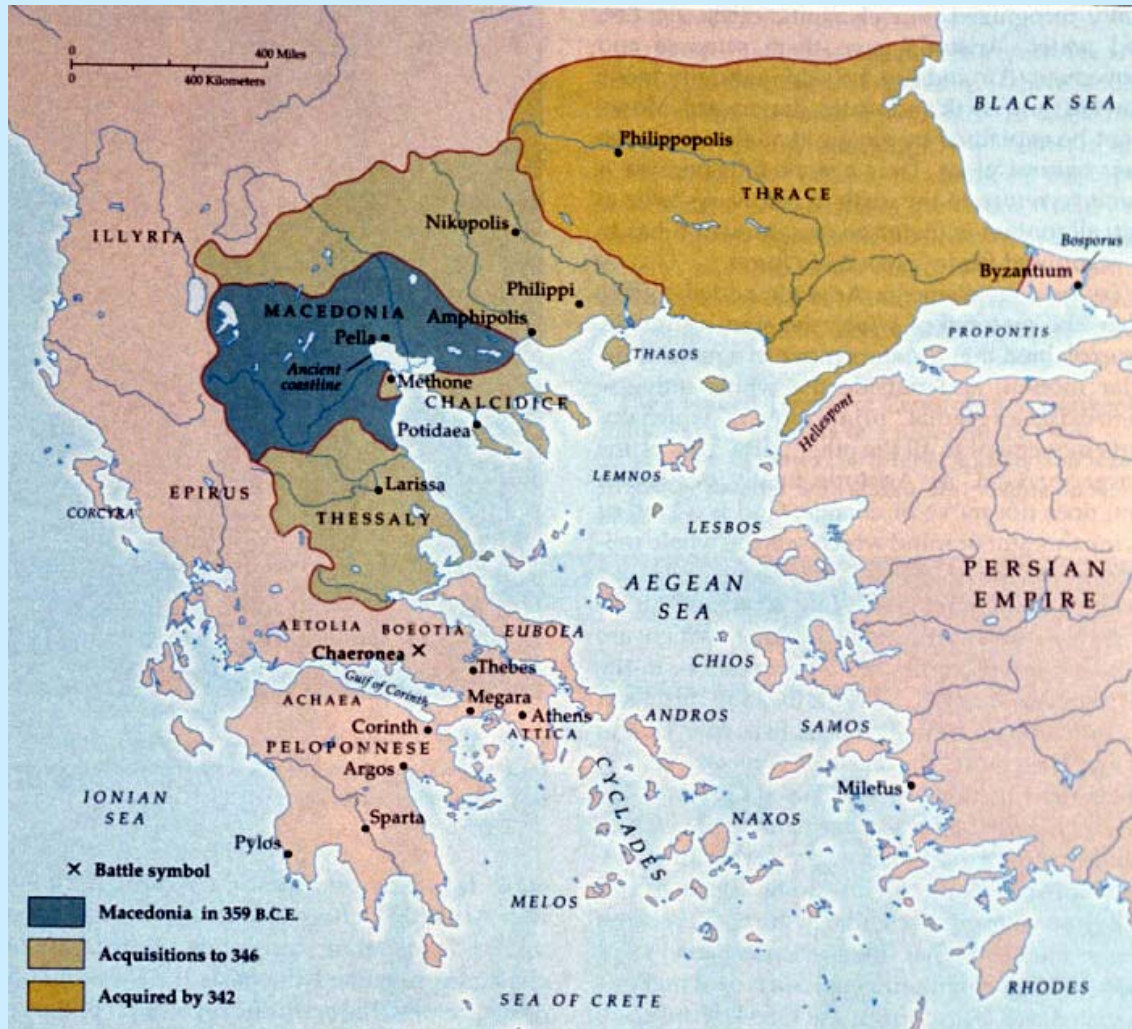 0 400 Miles
0 400 Kilometers
BLACK SEA
Philippopolis
THRACE
ILLYRIA
Nikupolis
Bosporus
Byzantium
Philippi
MACEDONIA
Amphipolis
Pella
PROPONTIS
THASOS
Ancient
coastline
Methone
CHALCIDICE
Potidaea
Hellespont
LEMNOS
Larissa
EPIRUS
CORCYRA
THESSALY
LESBOS
AEGEAN
SEA
PERSIAN
EMPIRE
AETOLIA
BOEOTIA
EUBOEA
Chaeronea
CHIOS
Thebes
Gulf of Corinth
ACHAEA
Megara
Athens
ATTICA
ANDROS
SAMOS
Corinth
PELOPONNESE
Argos
CYCLADES
Miletus
IONIAN
SEA
NAXOS
Sparta
Pylos
× Battle symbol
MELOS
Macedonia in 359 B.C.E.
Acquisitions to 346
Acquired by 342
RHODES
SEA OF CRETE